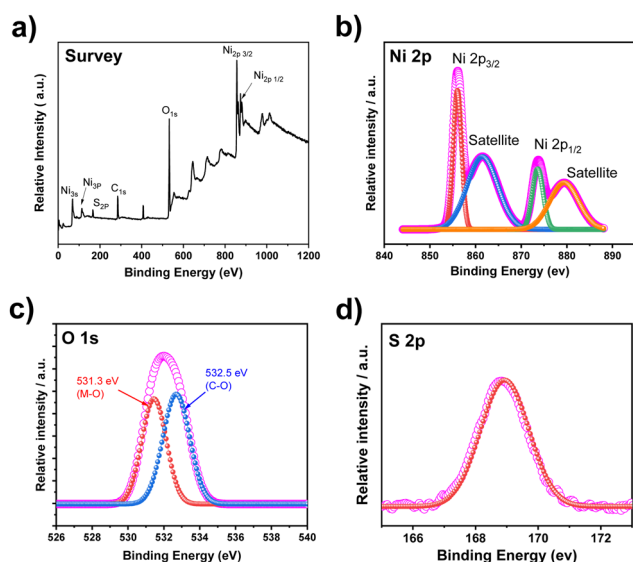 a)
Survey
Relative Intensity ( a.u.)
Ni3s
Ni3P
S2P
C1s
O1s
Ni2p 3/2
Ni2p 1/2
0 200 400 600 800 1000 1200
Binding Energy (eV)
b)
Ni 2p
Relative intensity / a.u.
Ni 2p3/2
Satellite
Ni 2p1/2
Satellite
840 850 860 870 880 890
Binding Energy (ev)
c)
O 1s
Relative intensity / a.u.
531.3 eV
(M-O)
532.5 eV
(C-O)
526 528 530 532 534 536 538 540
Binding Energy (eV)
d)
S 2p
Relative intensity / a.u.
166 168 170 172
Binding Energy (ev)